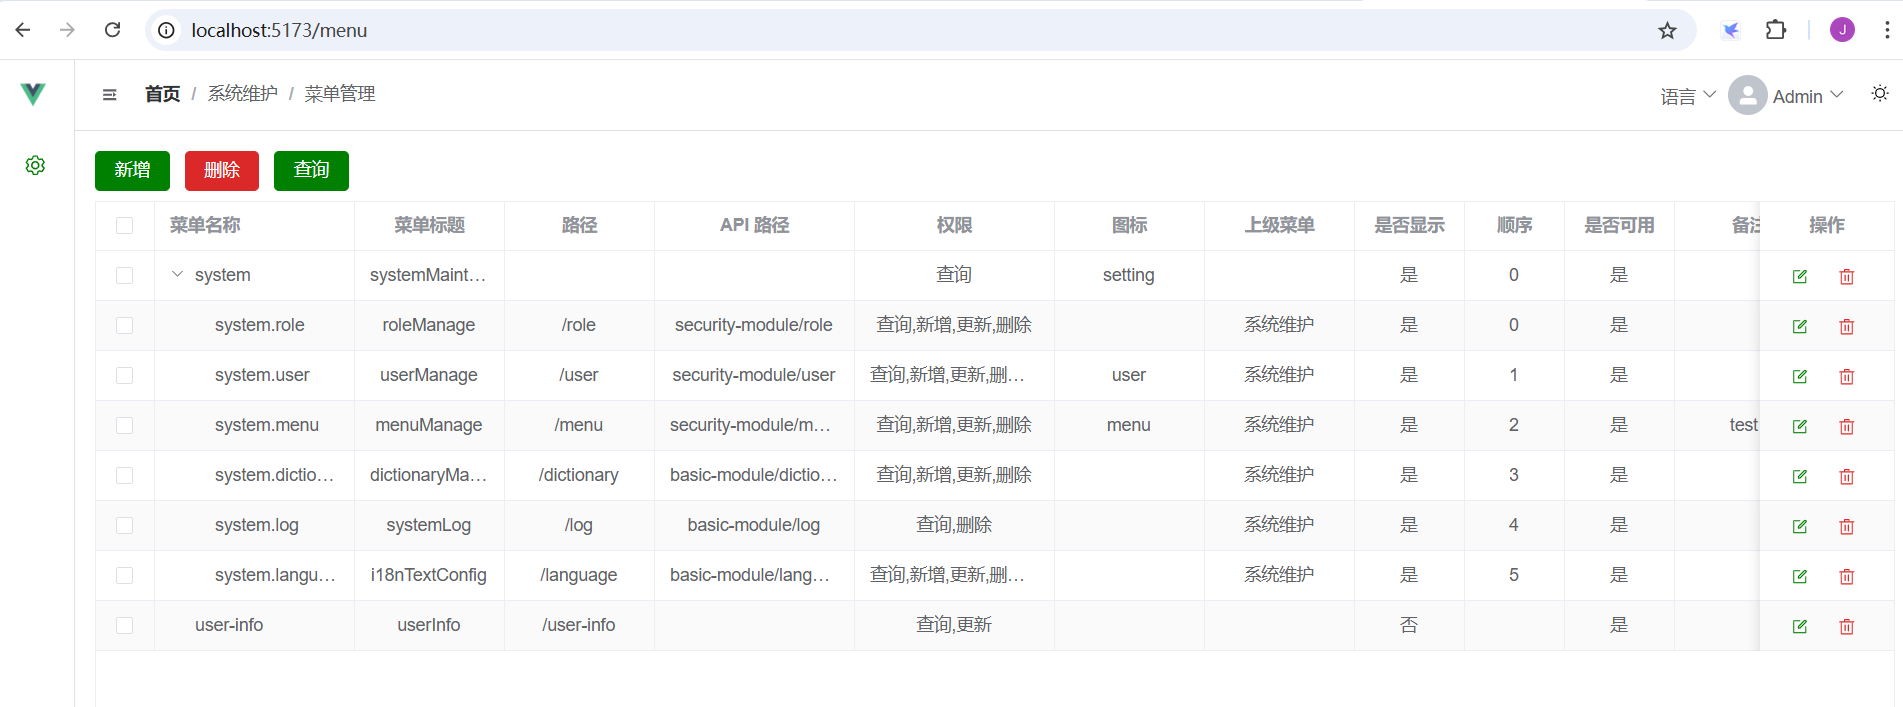 localhost:5173/menu
J
首页 / 系统维护 / 菜单管理
语言 Admin
新增 删除 查询
菜单名称 菜单标题 路径 API 路径 权限 图标 上级菜单 是否显示 顺序 是否可用 备注 操作
system systemMaint… 查询 setting 是 0 是
system.role roleManage /role security-module/role 查询,新增,更新,删除 系统维护 是 0 是
system.user userManage /user security-module/user 查询,新增,更新,删… user 系统维护 是 1 是
system.menu menuManage /menu security-module/m… 查询,新增,更新,删除 menu 系统维护 是 2 是 test
system.dictio… dictionaryMa… /dictionary basic-module/dictio… 查询,新增,更新,删除 系统维护 是 3 是
system.log systemLog /log basic-module/log 查询,删除 系统维护 是 4 是
system.langu… i18nTextConfig /language basic-module/lang… 查询,新增,更新,删… 系统维护 是 5 是
user-info userInfo /user-info 查询,更新 否 是